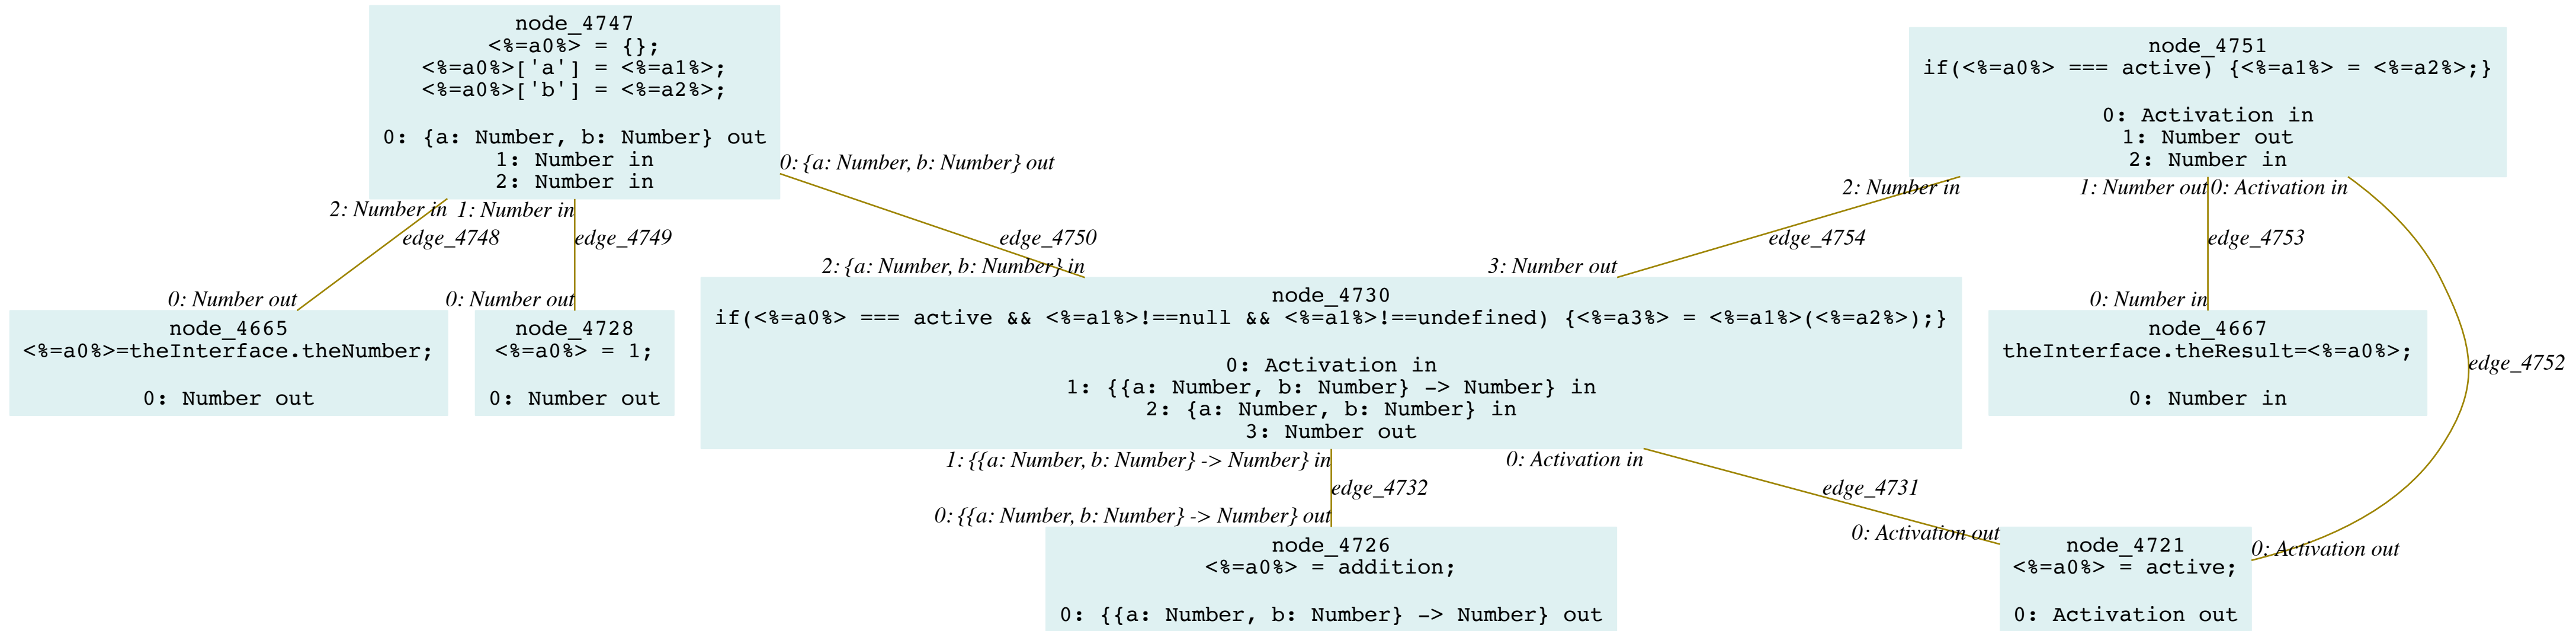 node_4747
<%=a0%> = {};
<%=a0%>['a'] = <%=a1%>;
<%=a0%>['b'] = <%=a2%>;
0: {a: Number, b: Number} out
1: Number in
2: Number in
node_4751
if(<%=a0%> === active) {<%=a1%> = <%=a2%>;}
0: Activation in
1: Number out
2: Number in
0: {a: Number, b: Number} out
2: Number in
1: Number in
2: Number in
1: Number out
0: Activation in
edge_4748
edge_4749
edge_4750
edge_4754
edge_4753
0: Number out
0: Number out
2: {a: Number, b: Number} in
3: Number out
0: Number in
node_4665
<%=a0%>=theInterface.theNumber;
0: Number out
node_4728
<%=a0%> = 1;
0: Number out
node_4730
if(<%=a0%> === active && <%=a1%>!==null && <%=a1%>!==undefined) {<%=a3%> = <%=a1%>(<%=a2%>);}
0: Activation in
1: {{a: Number, b: Number} -> Number} in
2: {a: Number, b: Number} in
3: Number out
node_4667
theInterface.theResult=<%=a0%>;
0: Number in
edge_4752
1: {{a: Number, b: Number} -> Number} in
0: Activation in
edge_4732
edge_4731
0: {{a: Number, b: Number} -> Number} out
0: Activation out
0: Activation out
node_4726
<%=a0%> = addition;
0: {{a: Number, b: Number} -> Number} out
node_4721
<%=a0%> = active;
0: Activation out